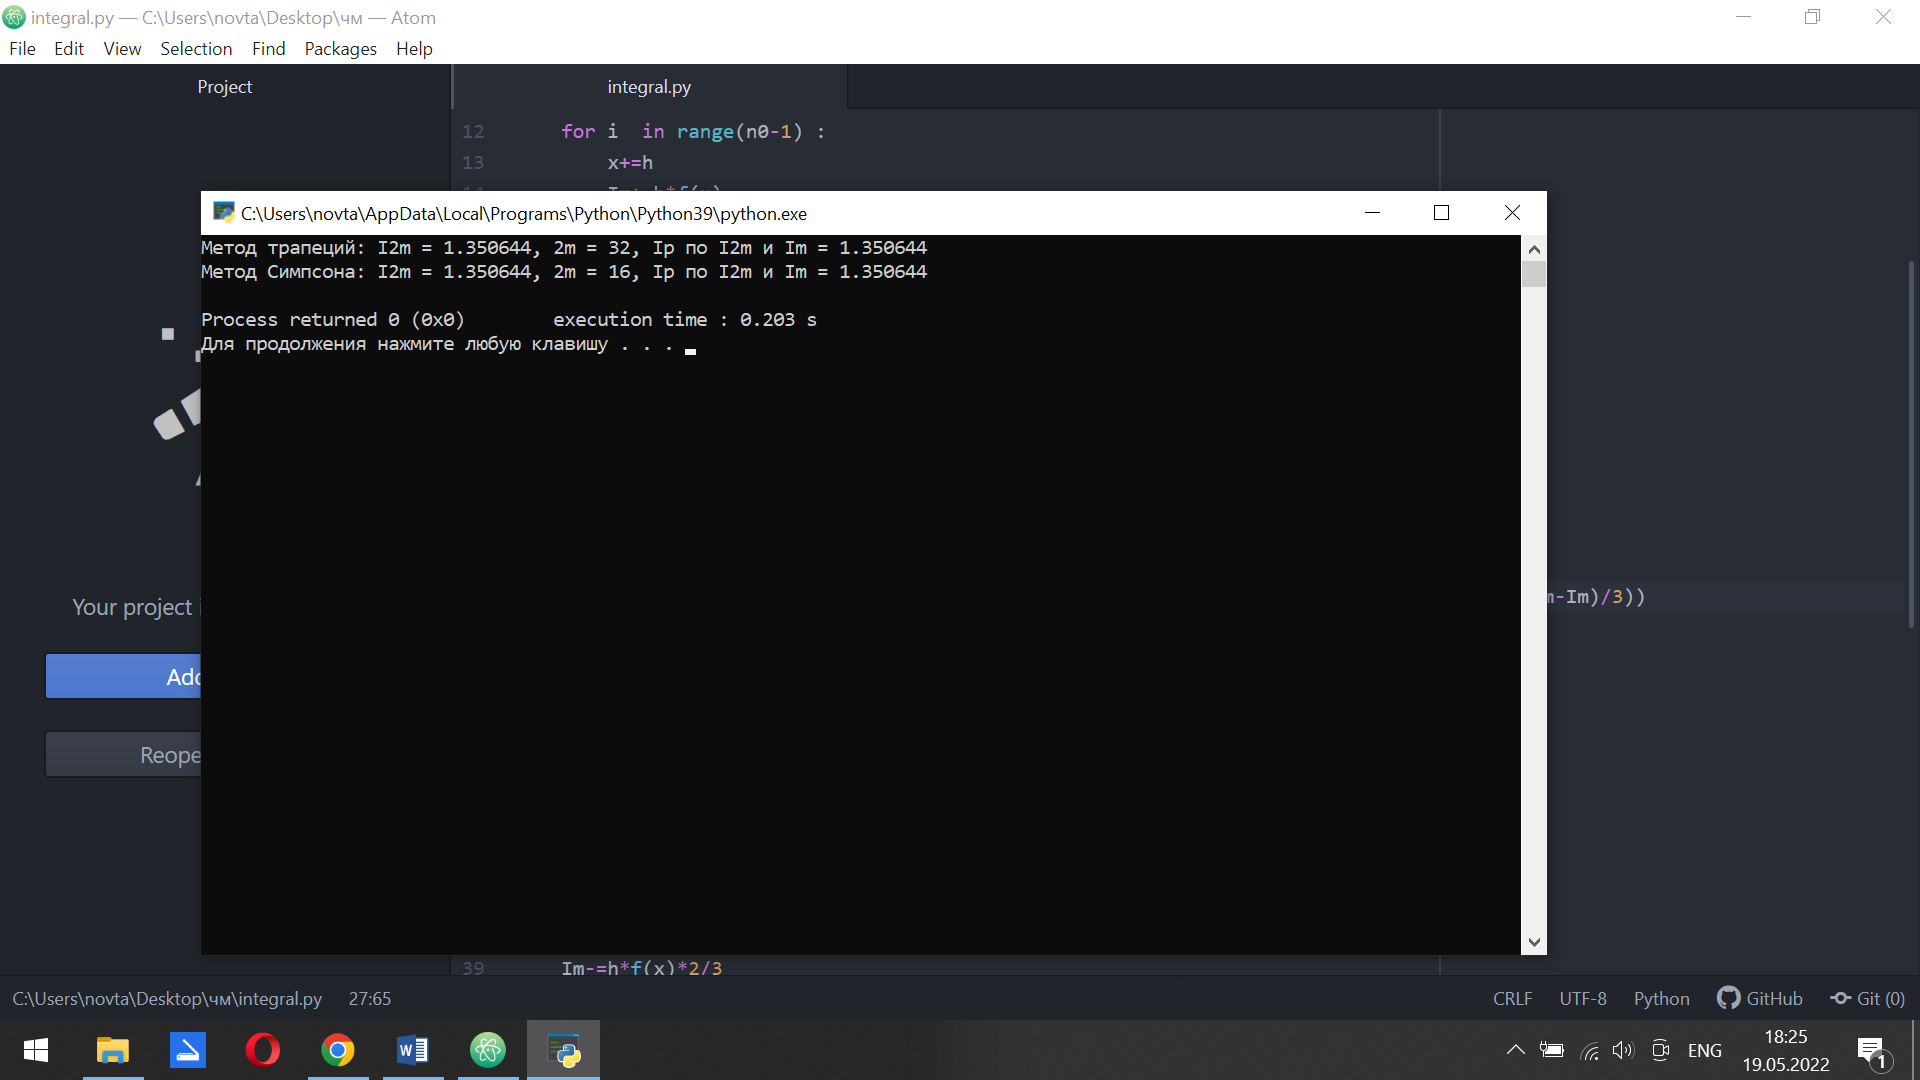 integral.py — C:\Users\novta\Desktop\чм — Atom
File Edit View Selection Find Packages Help
Project
integral.py
12 for i in range(n0-1) :
13 x+=h
C:\Users\novta\AppData\Local\Programs\Python\Python39\python.exe
Метод трапеций: I2m = 1.350644, 2m = 32, Ip по I2m и Im = 1.350644
Метод Симпсона: I2m = 1.350644, 2m = 16, Ip по I2m и Im = 1.350644
Process returned 0 (0x0) execution time : 0.203 s
Для продолжения нажмите любую клавишу . . .
Your project
-Im)/3))
Add
Reope
39 Im-=h*f(x)*2/3
C:\Users\novta\Desktop\чм\integral.py 27:65
CRLF UTF-8 Python GitHub Git (0)
ENG
18:25
19.05.2022
1